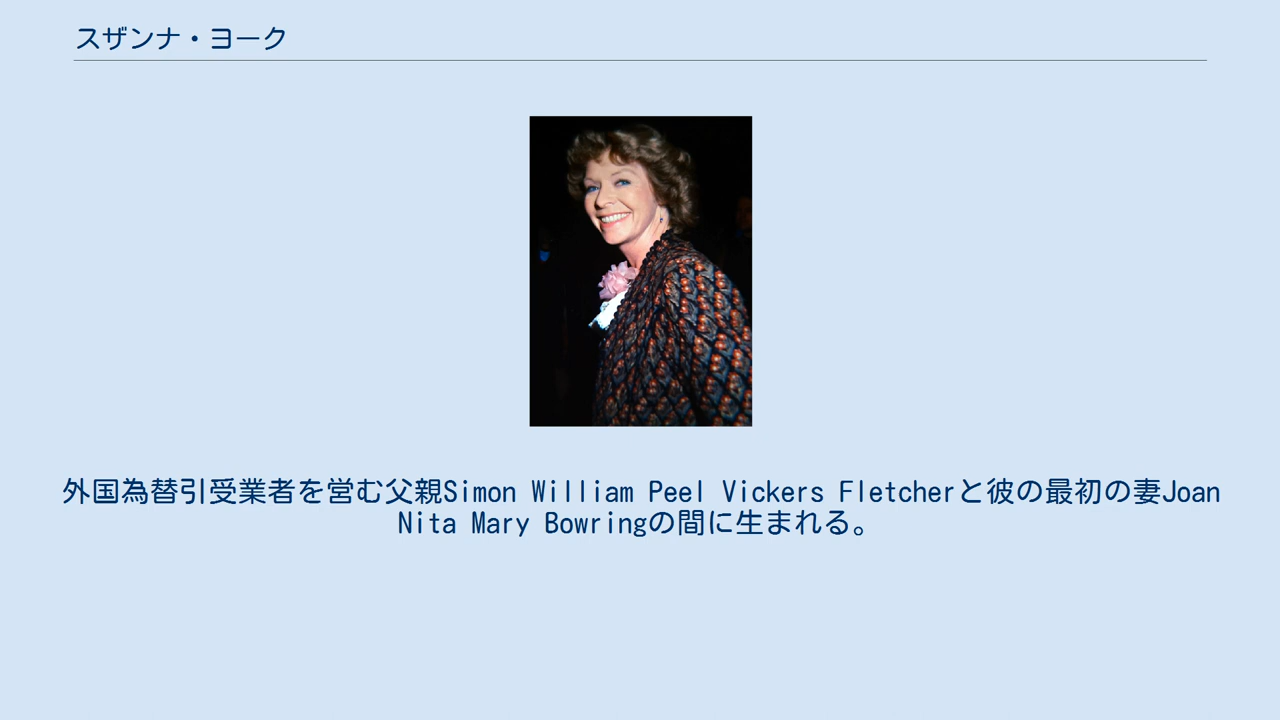 スザンナ・ヨーク
外国為替引受業者を営む父親Simon William Peel Vickers Fletcherと彼の最初の妻Joan
Nita Mary Bowringの間に生まれる。